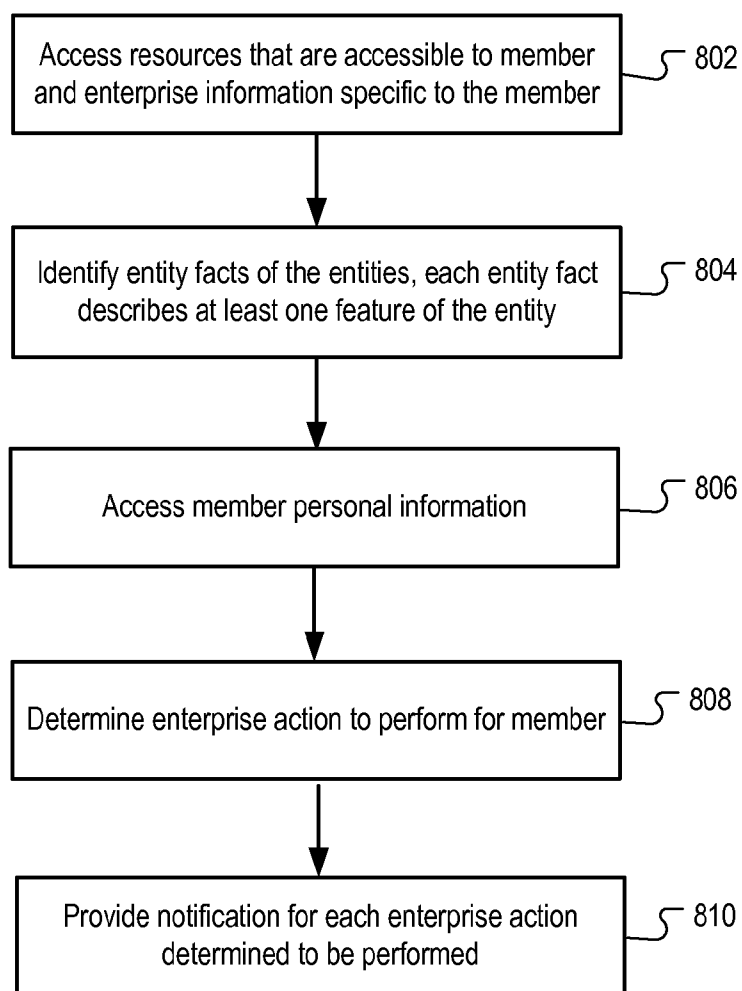 Access resources that are accessible to member
and enterprise information specific to the member
802
Identify entity facts of the entities, each entity fact
describes at least one feature of the entity
804
Access member personal information
806
Determine enterprise action to perform for member
808
Provide notification for each enterprise action
determined to be performed
810